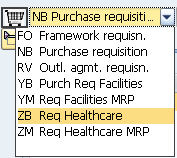 NB Purchase requisiti...
FO Framework requisn.
NB Purchase requisition
RV Outl. agmt. requisn.
YB Purch Req Facilities
YM Req Facilities MRP
ZB Req Healthcare
ZM Req Healthcare MRP